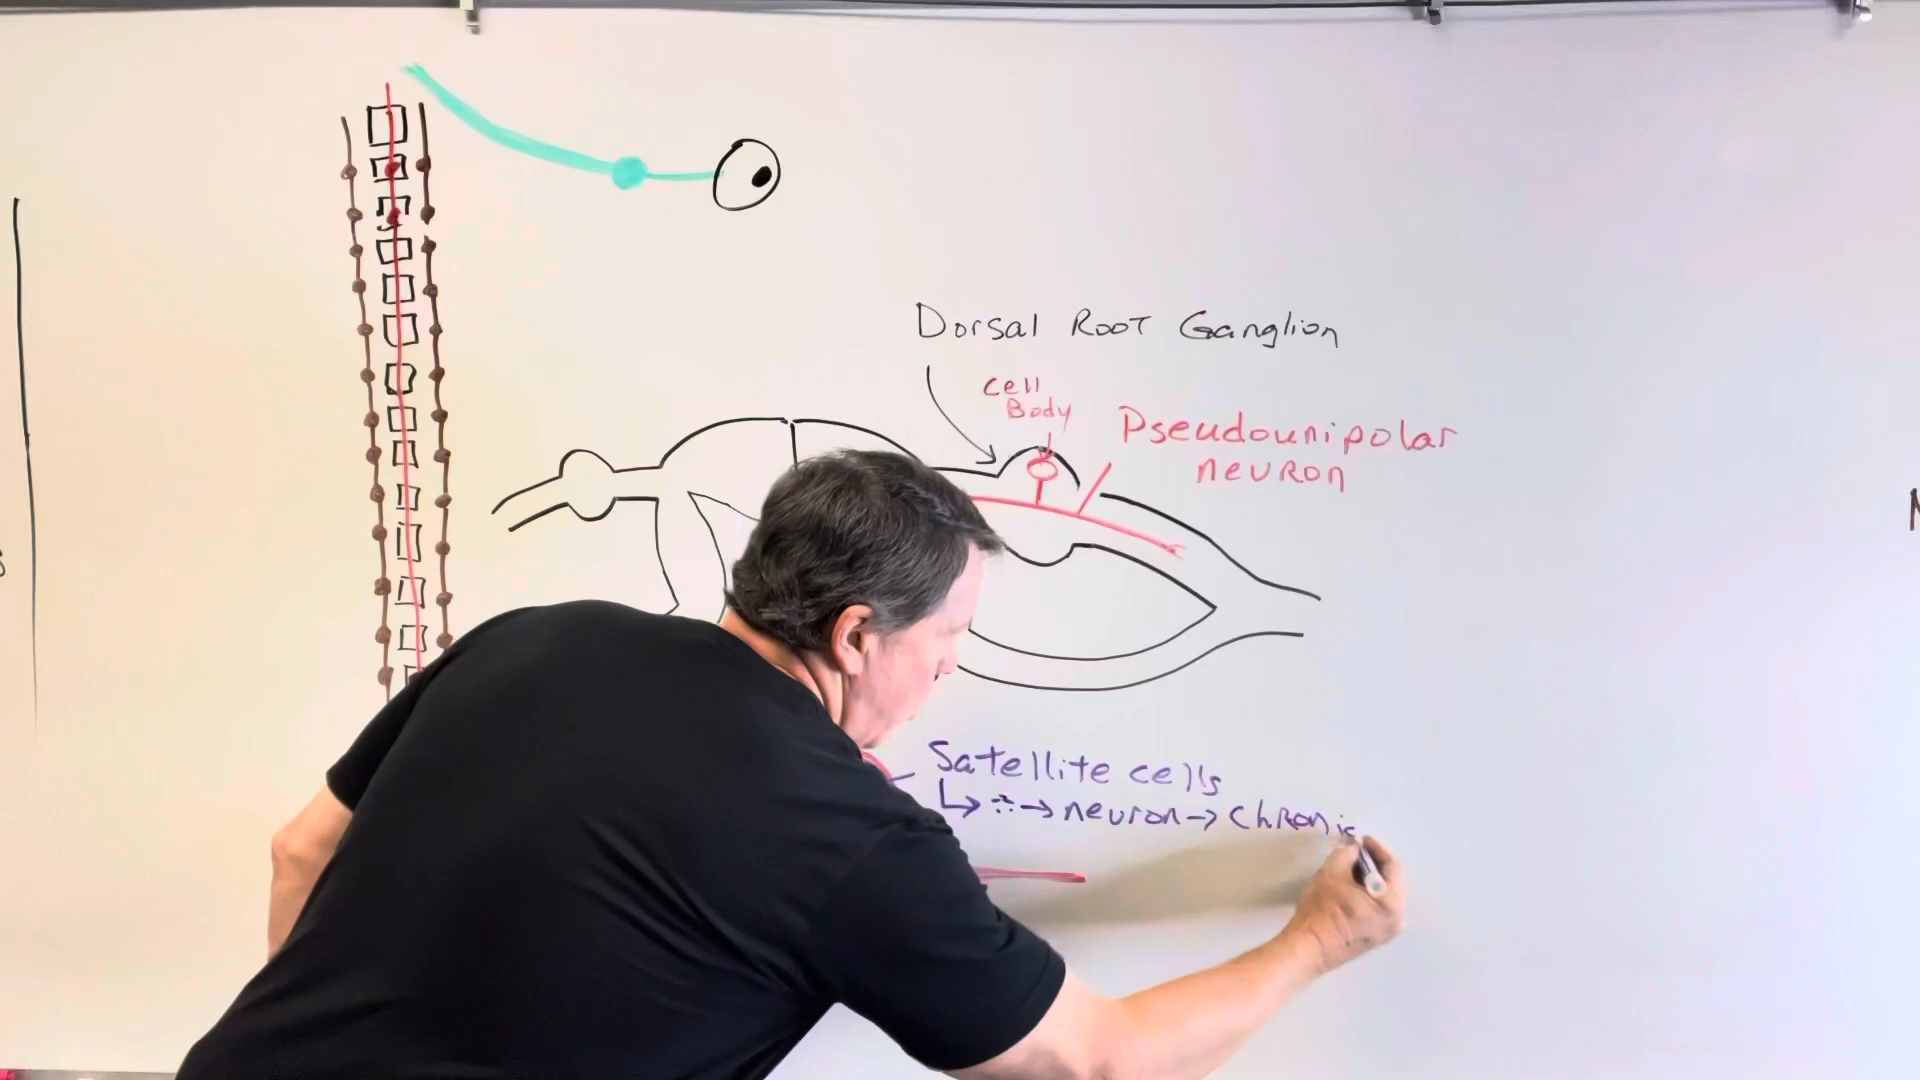 Dorsal Root Ganglion
Cell
Body
Pseudounipolar
neuron
Satellite cells
↳ ∴ → neuron → Chronic